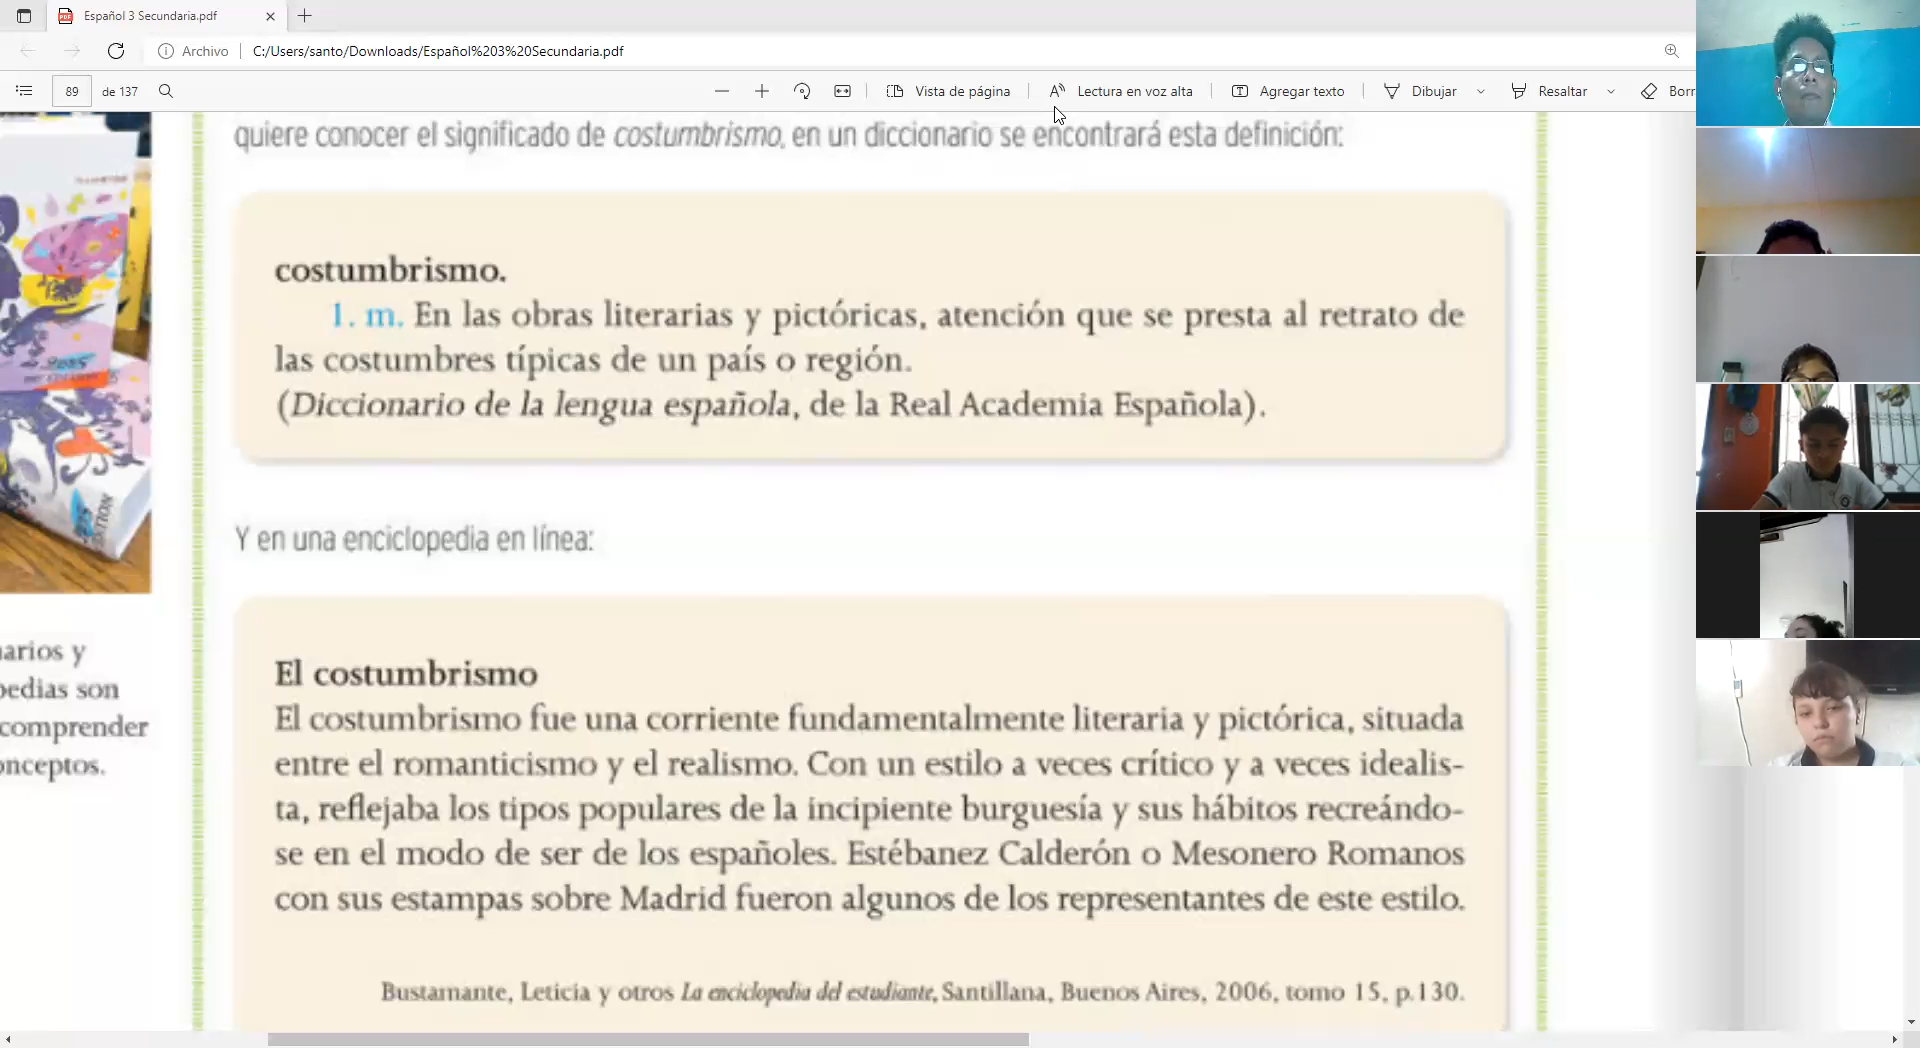 Español 3 Secundaria.pdf
Archivo
C:/Users/santo/Downloads/Español%203%20Secundaria.pdf
89 de 137
Vista de página
Lectura en voz alta
Agregar texto
Dibujar
Resaltar
Borr
quiere conocer el significado de costumbrismo, en un diccionario se encontrará esta definición:
costumbrismo.
1. m. En las obras literarias y pictóricas, atención que se presta al retrato de
las costumbres típicas de un país o región.
(Diccionario de la lengua española, de la Real Academia Española).
Y en una enciclopedia en línea:
arios y
pedias son
comprender
onceptos.
El costumbrismo
El costumbrismo fue una corriente fundamentalmente literaria y pictórica, situada
entre el romanticismo y el realismo. Con un estilo a veces crítico y a veces idealis-
ta, reflejaba los tipos populares de la incipiente burguesía y sus hábitos recreándo-
se en el modo de ser de los españoles. Estébanez Calderón o Mesonero Romanos
con sus estampas sobre Madrid fueron algunos de los representantes de este estilo.
Bustamante, Leticia y otros La enciclopedia del estudiante, Santillana, Buenos Aires, 2006, tomo 15, p.130.